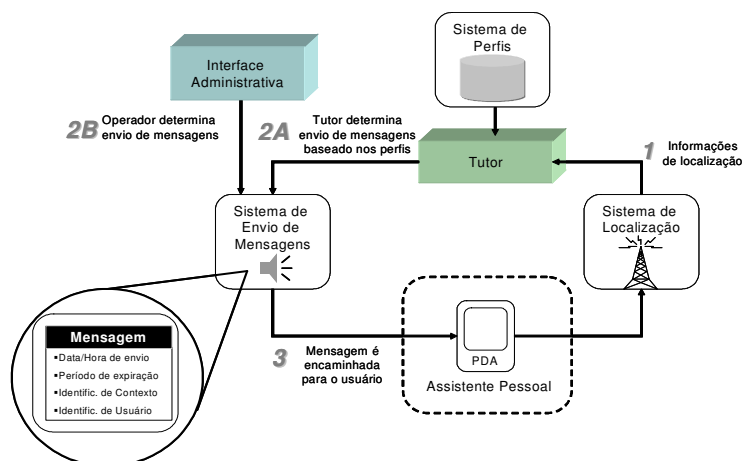 Sistema de
Perfis
Interface
Administrativa
2B
Operador determina
envio de mensagens
2A
Tutor determina
envio de mensagens
baseado nos perfis
Tutor
1
Informações
de localização
Sistema de
Envio de
Mensagens
Sistema de
Localização
Mensagem
▪Data/Hora de envio
▪Período de expiração
▪Identific. de Contexto
▪Identific. de Usuário
3
Mensagem é
encaminhada
para o usuário
PDA
Assistente Pessoal